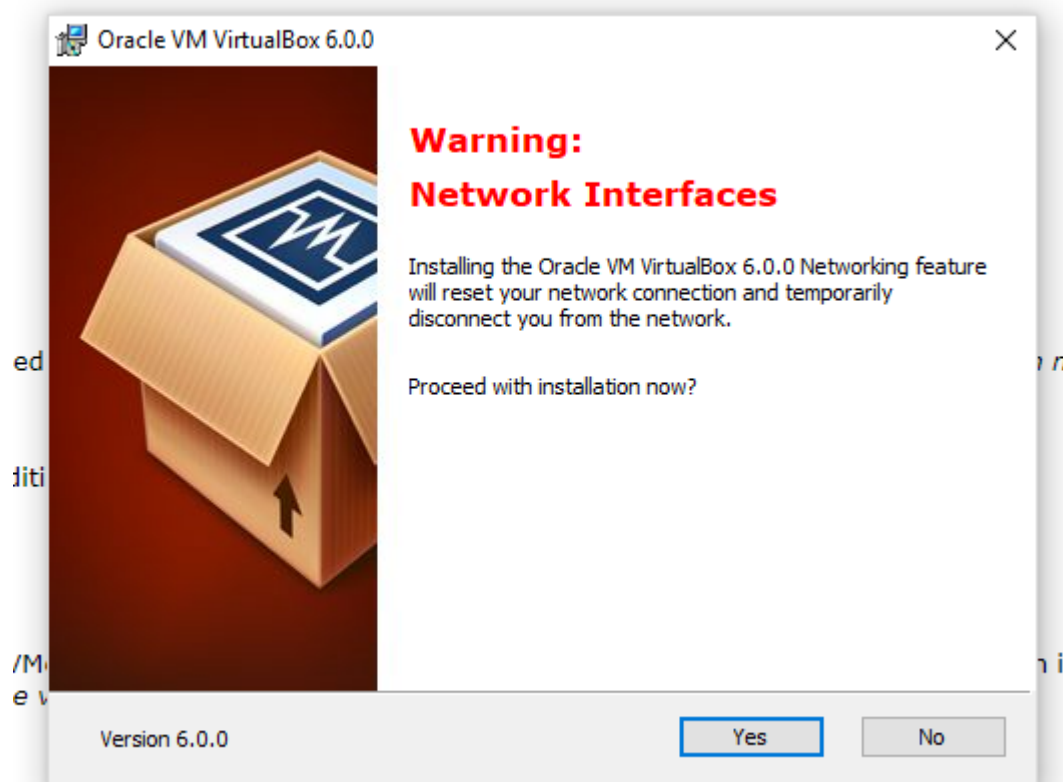 Oracle VM VirtualBox 6.0.0
Warning:
Network Interfaces
Installing the Oracle VM VirtualBox 6.0.0 Networking feature
will reset your network connection and temporarily
disconnect you from the network.
ed
Proceed with installation now?
diti
/M
e v
n i
Version 6.0.0
Yes
No